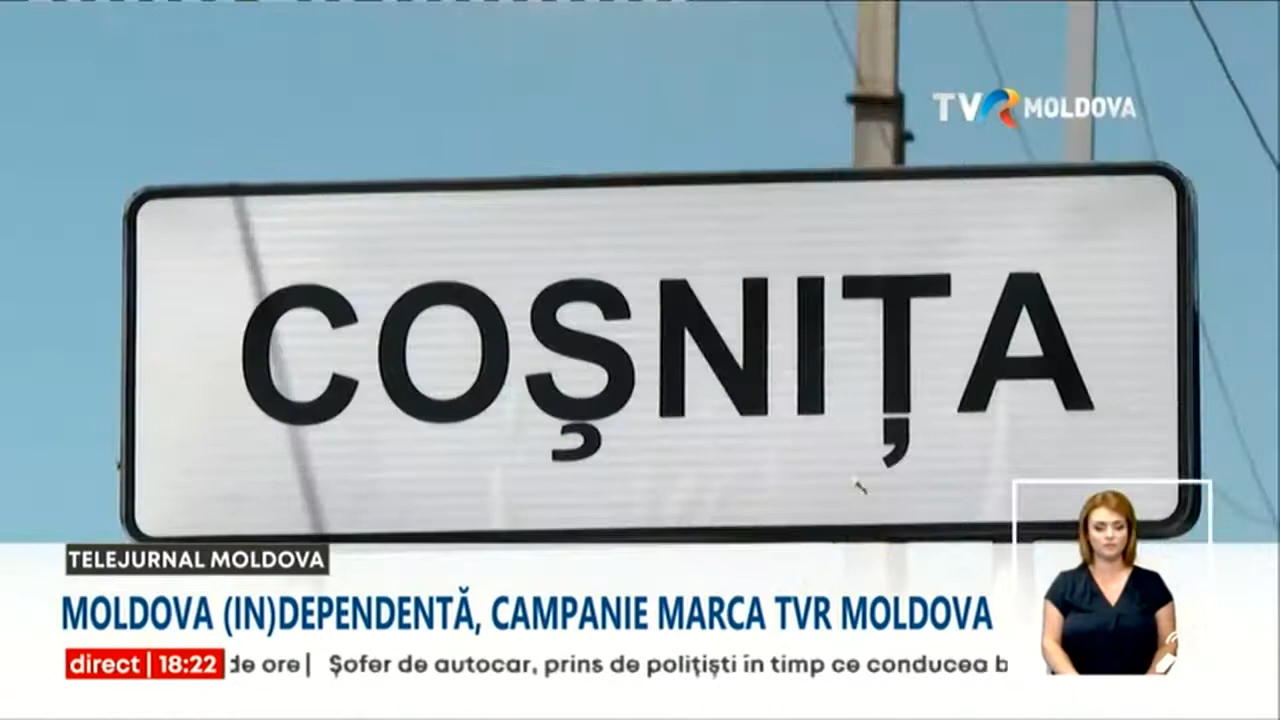 TVR MOLDOVA
COȘNIȚA
TELEJURNAL MOLDOVA
MOLDOVA (IN)DEPENDENTĂ, CAMPANIE MARCA TVR MOLDOVA
direct | 18:22 de ore | Șofer de autocar, prins de polițiști în timp ce conducea b